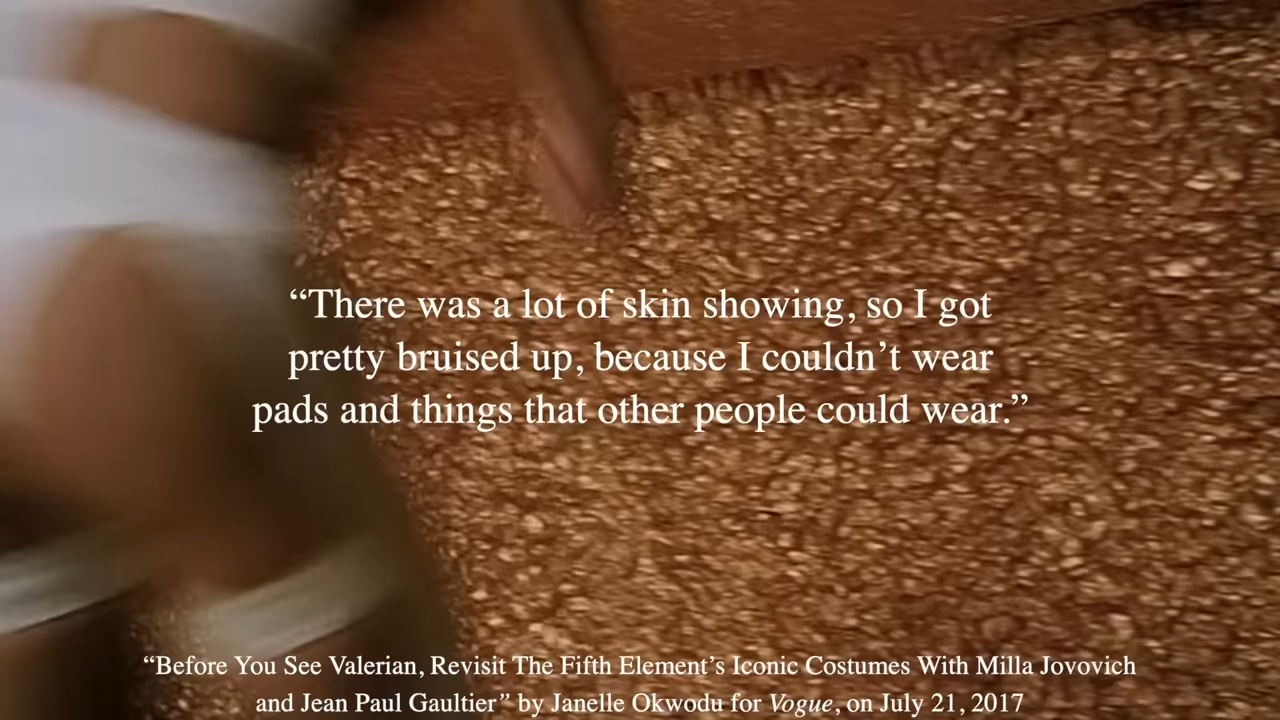 “There was a lot of skin showing, so I got
pretty bruised up, because I couldn’t wear
pads and things that other people could wear.”
“Before You See Valerian, Revisit The Fifth Element’s Iconic Costumes With Milla Jovovich
and Jean Paul Gaultier” by Janelle Okwodu for Vogue, on July 21, 2017